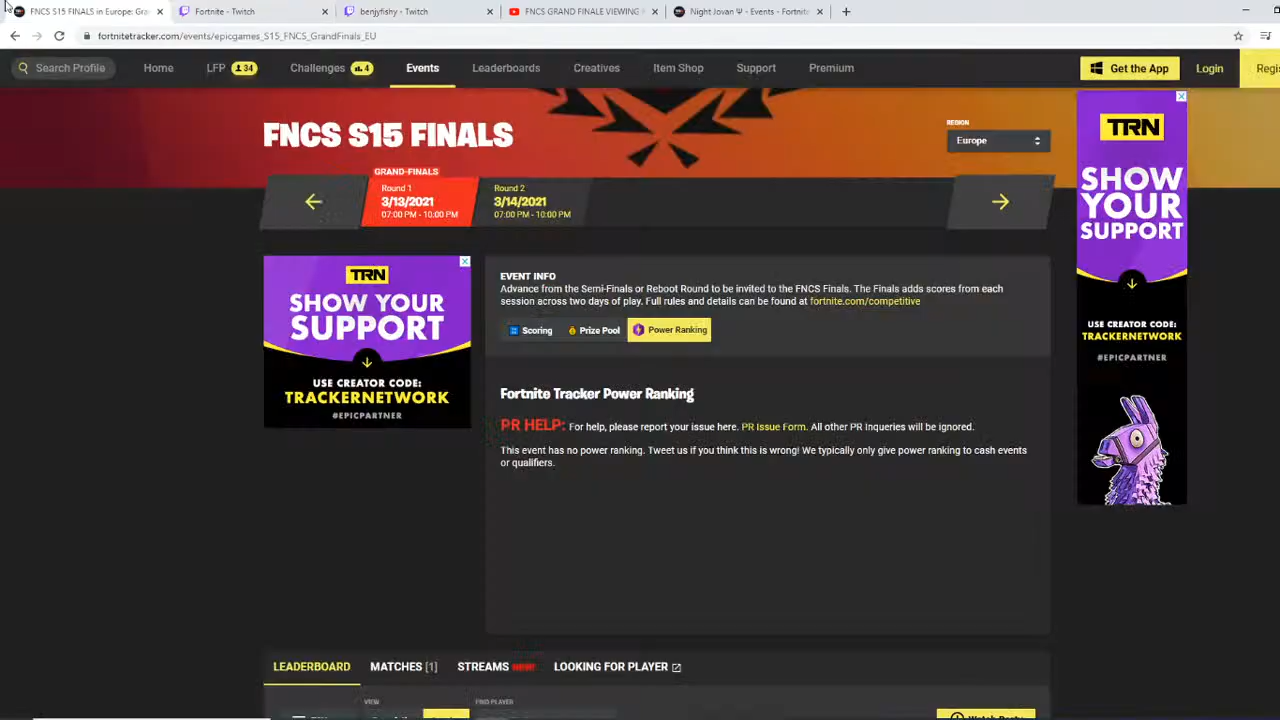 FNCS S15 FINALS in Europe: Gra
Fortnite - Twitch
benjyfishy - Twitch
FNCS GRAND FINALE VIEWING
Night Jovan Ψ - Events - Fortnite
fortnitetracker.com/events/epicgames_S15_FNCS_GrandFinals_EU
Search Profile
Home
LFP 34
Challenges 4
Events
Leaderboards
Creatives
Item Shop
Support
Premium
Get the App
Login
Regi
FNCS S15 FINALS
REGION
Europe
GRAND-FINALS
Round 1
3/13/2021
07:00 PM - 10:00 PM
Round 2
3/14/2021
07:00 PM - 10:00 PM
TRN
SHOW YOUR
SUPPORT
USE CREATOR CODE:
TRACKERNETWORK
#EPICPARTNER
EVENT INFO
Advance from the Semi-Finals or Reboot Round to be invited to the FNCS Finals. The Finals adds scores from each
session across two days of play. Full rules and details can be found at fortnite.com/competitive
Scoring
Prize Pool
Power Ranking
Fortnite Tracker Power Ranking
PR HELP: For help, please report your issue here. PR Issue Form. All other PR Inqueries will be ignored.
This event has no power ranking. Tweet us if you think this is wrong! We typically only give power ranking to cash events
or qualifiers.
TRN
SHOW
YOUR
SUPPORT
USE CREATOR CODE:
TRACKERNETWORK
#EPICPARTNER
LEADERBOARD
MATCHES [1]
STREAMS NEW!
LOOKING FOR PLAYER
VIEW
FIND PLAYER
Watch Party